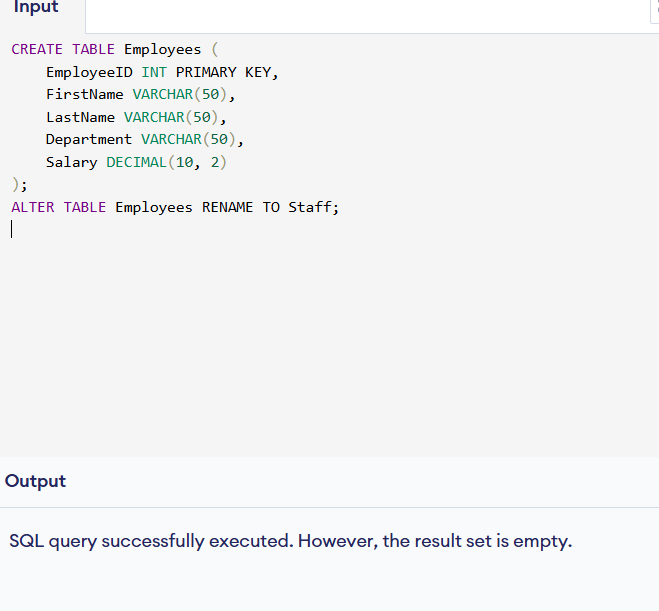 Input
CREATE TABLE Employees (
    EmployeeID INT PRIMARY KEY,
    FirstName VARCHAR(50),
    LastName VARCHAR(50),
    Department VARCHAR(50),
    Salary DECIMAL(10, 2)
);
ALTER TABLE Employees RENAME TO Staff;
Output
SQL query successfully executed. However, the result set is empty.